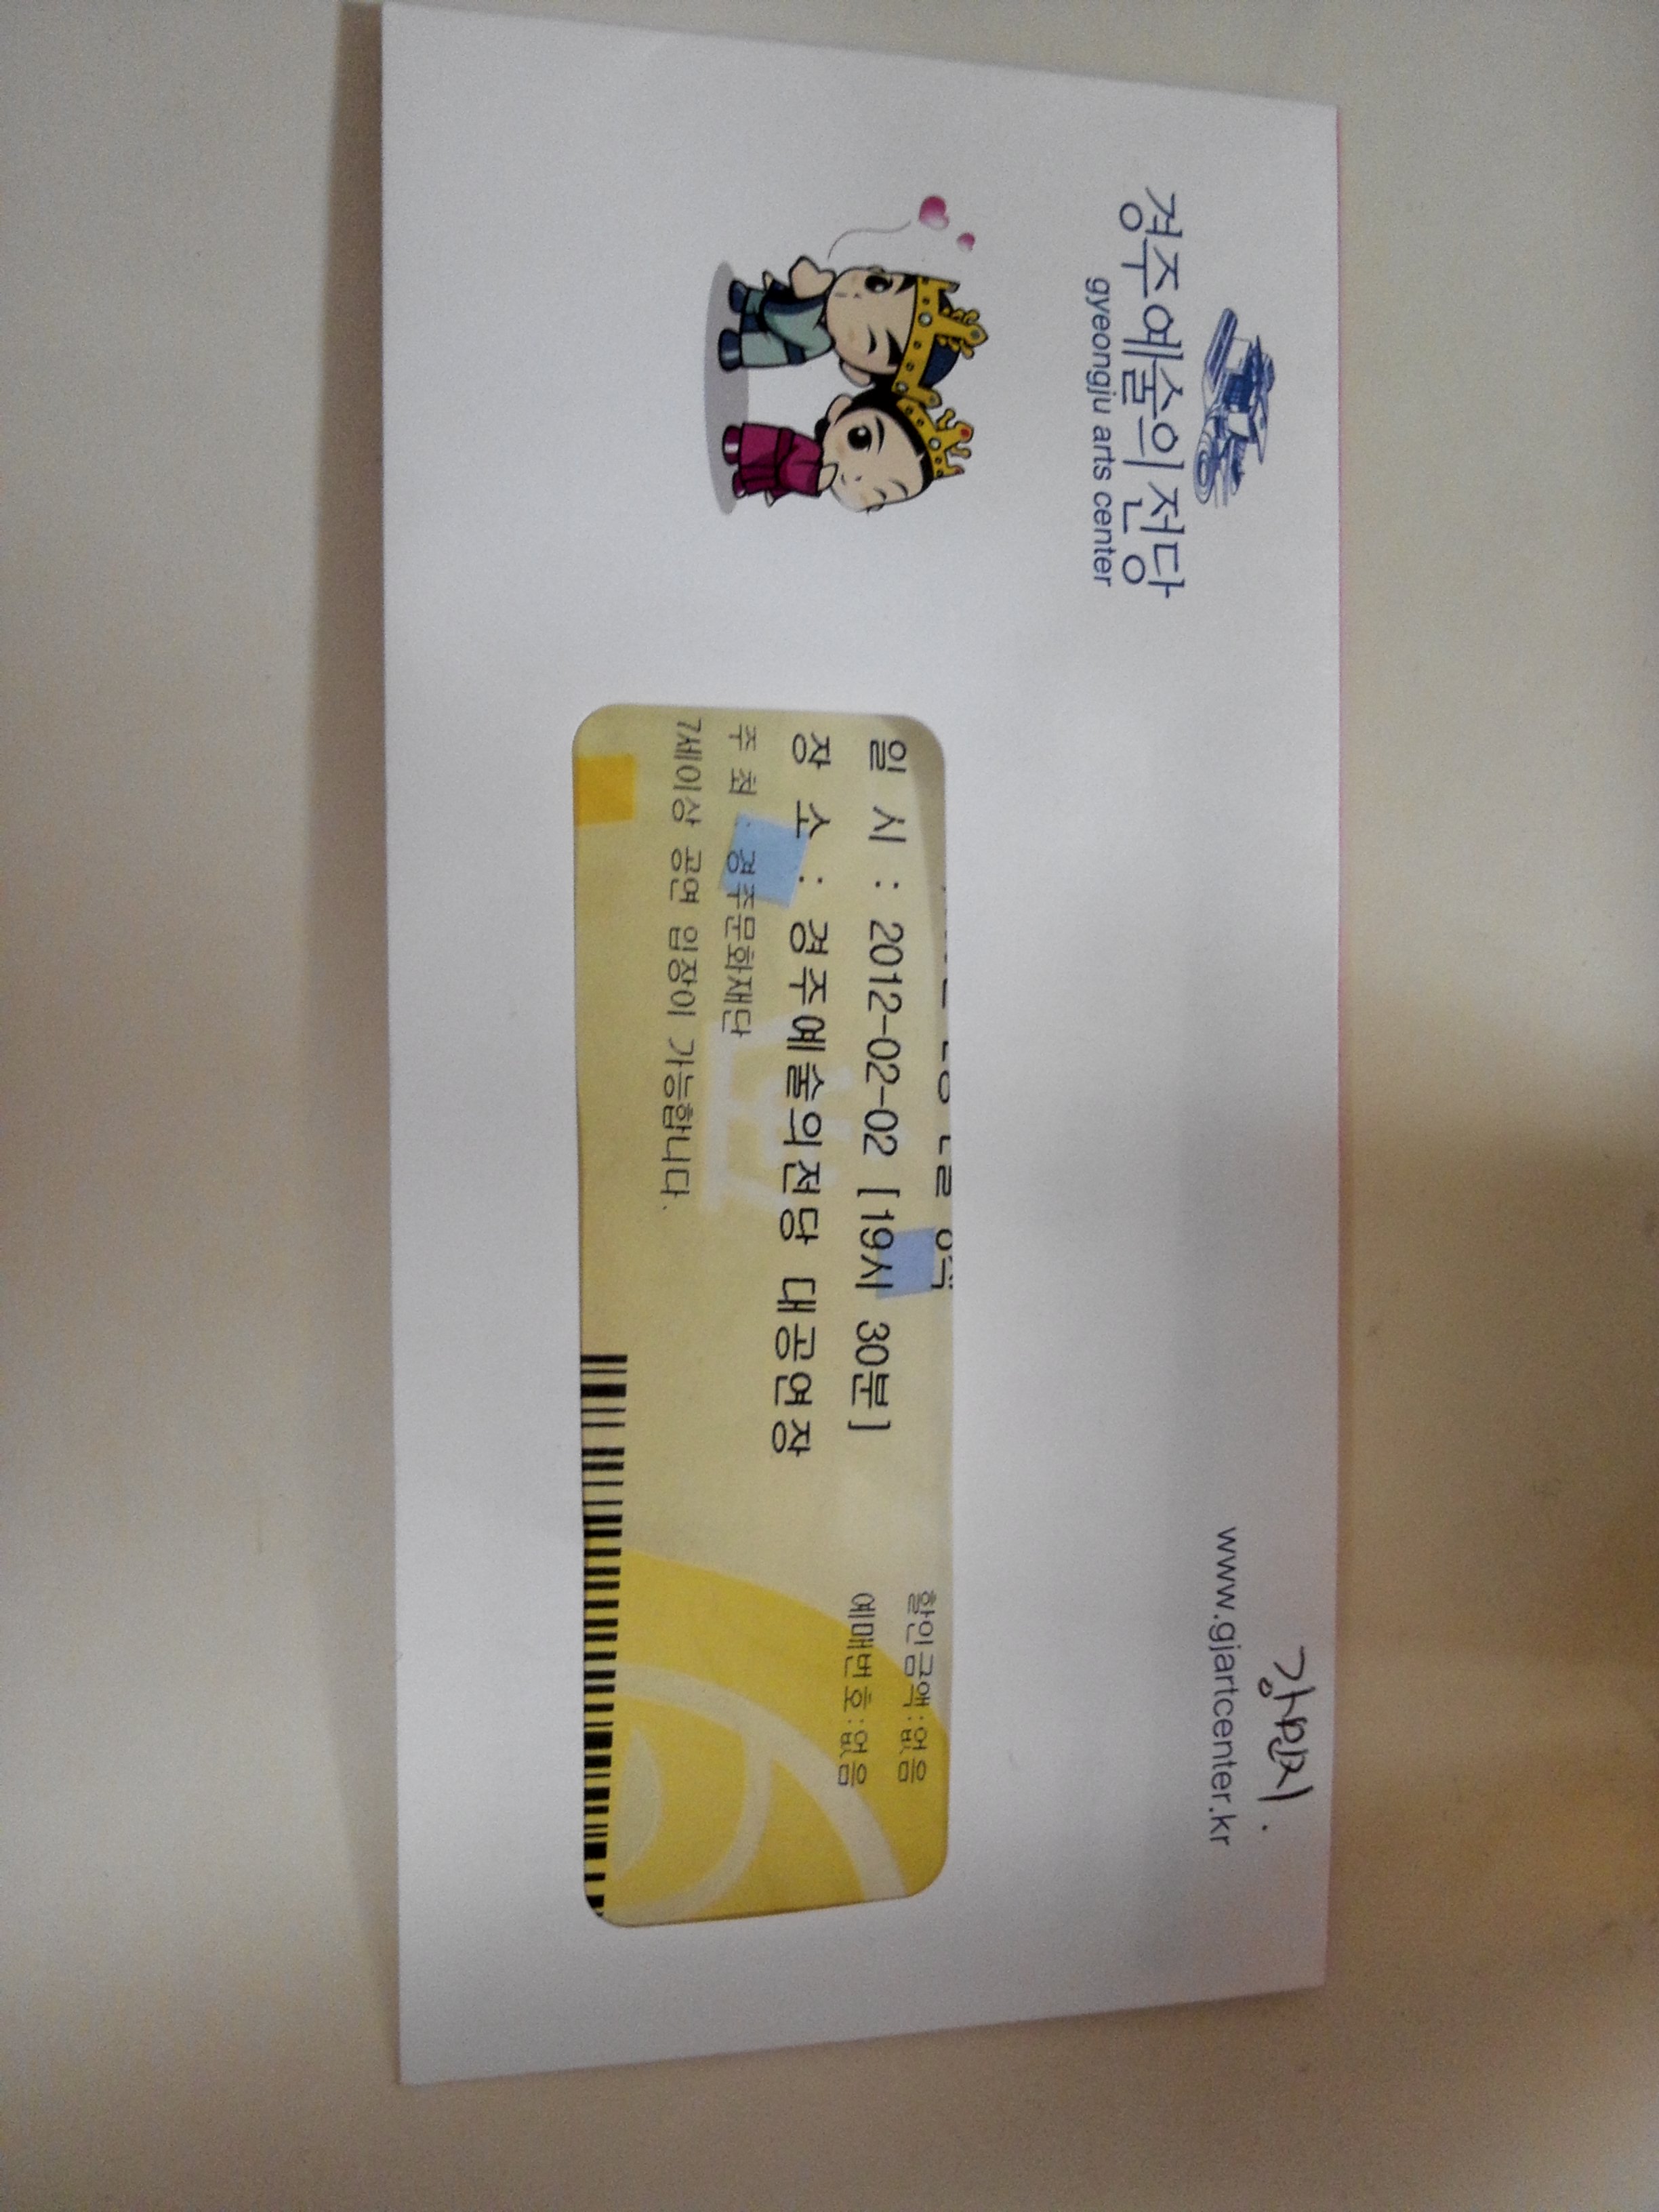 경주예술의전당
gyeongju arts center
강민지.
www.gjartcenter.kr
일 시 : 2012-02-02 [19시 30분]
장 소 : 경주예술의전당 대공연장
주 최 : 경주문화재단
7세이상 공연 입장이 가능합니다.
할인금액:없음
예매번호:없음